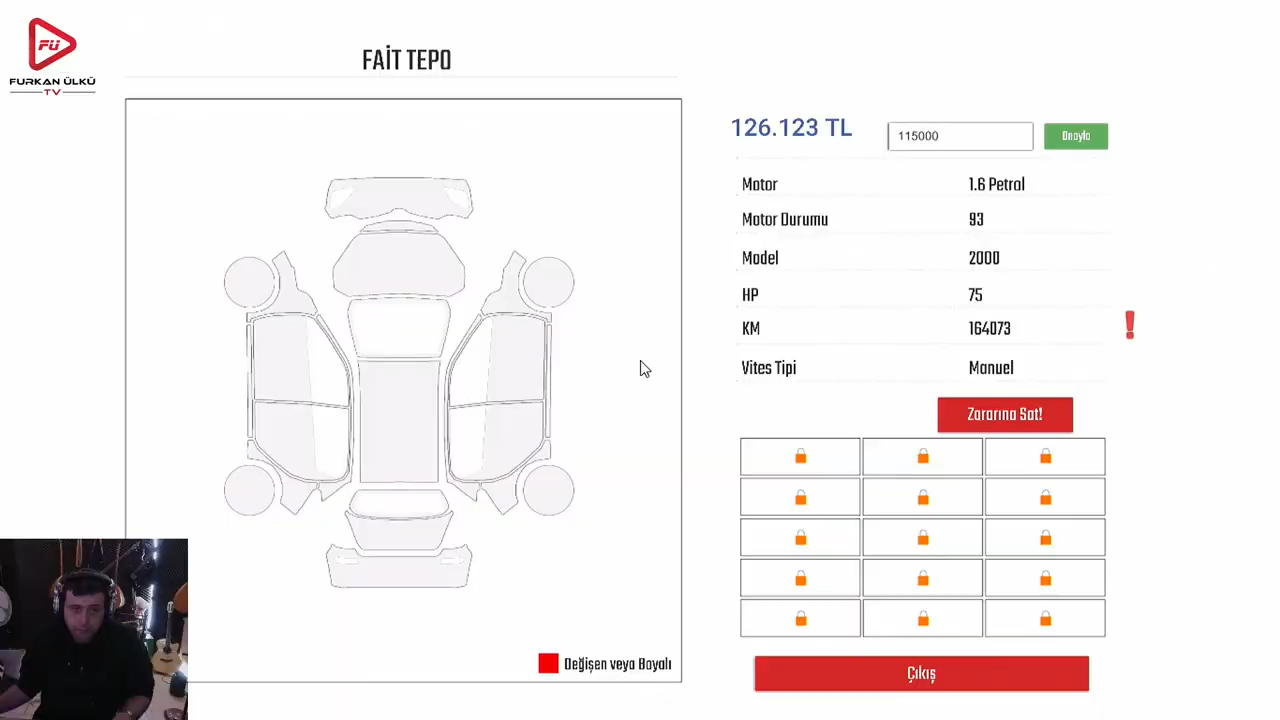 FU
FURKAN ÜLKÜ
TV
FAİT TEPO
126.123 TL
115000
Onayla
Motor 1.6 Petrol
Motor Durumu 93
Model 2000
HP 75
KM 164073
Vites Tipi Manuel
Zararına Sat!
Değişen veya Boyalı
Çıkış